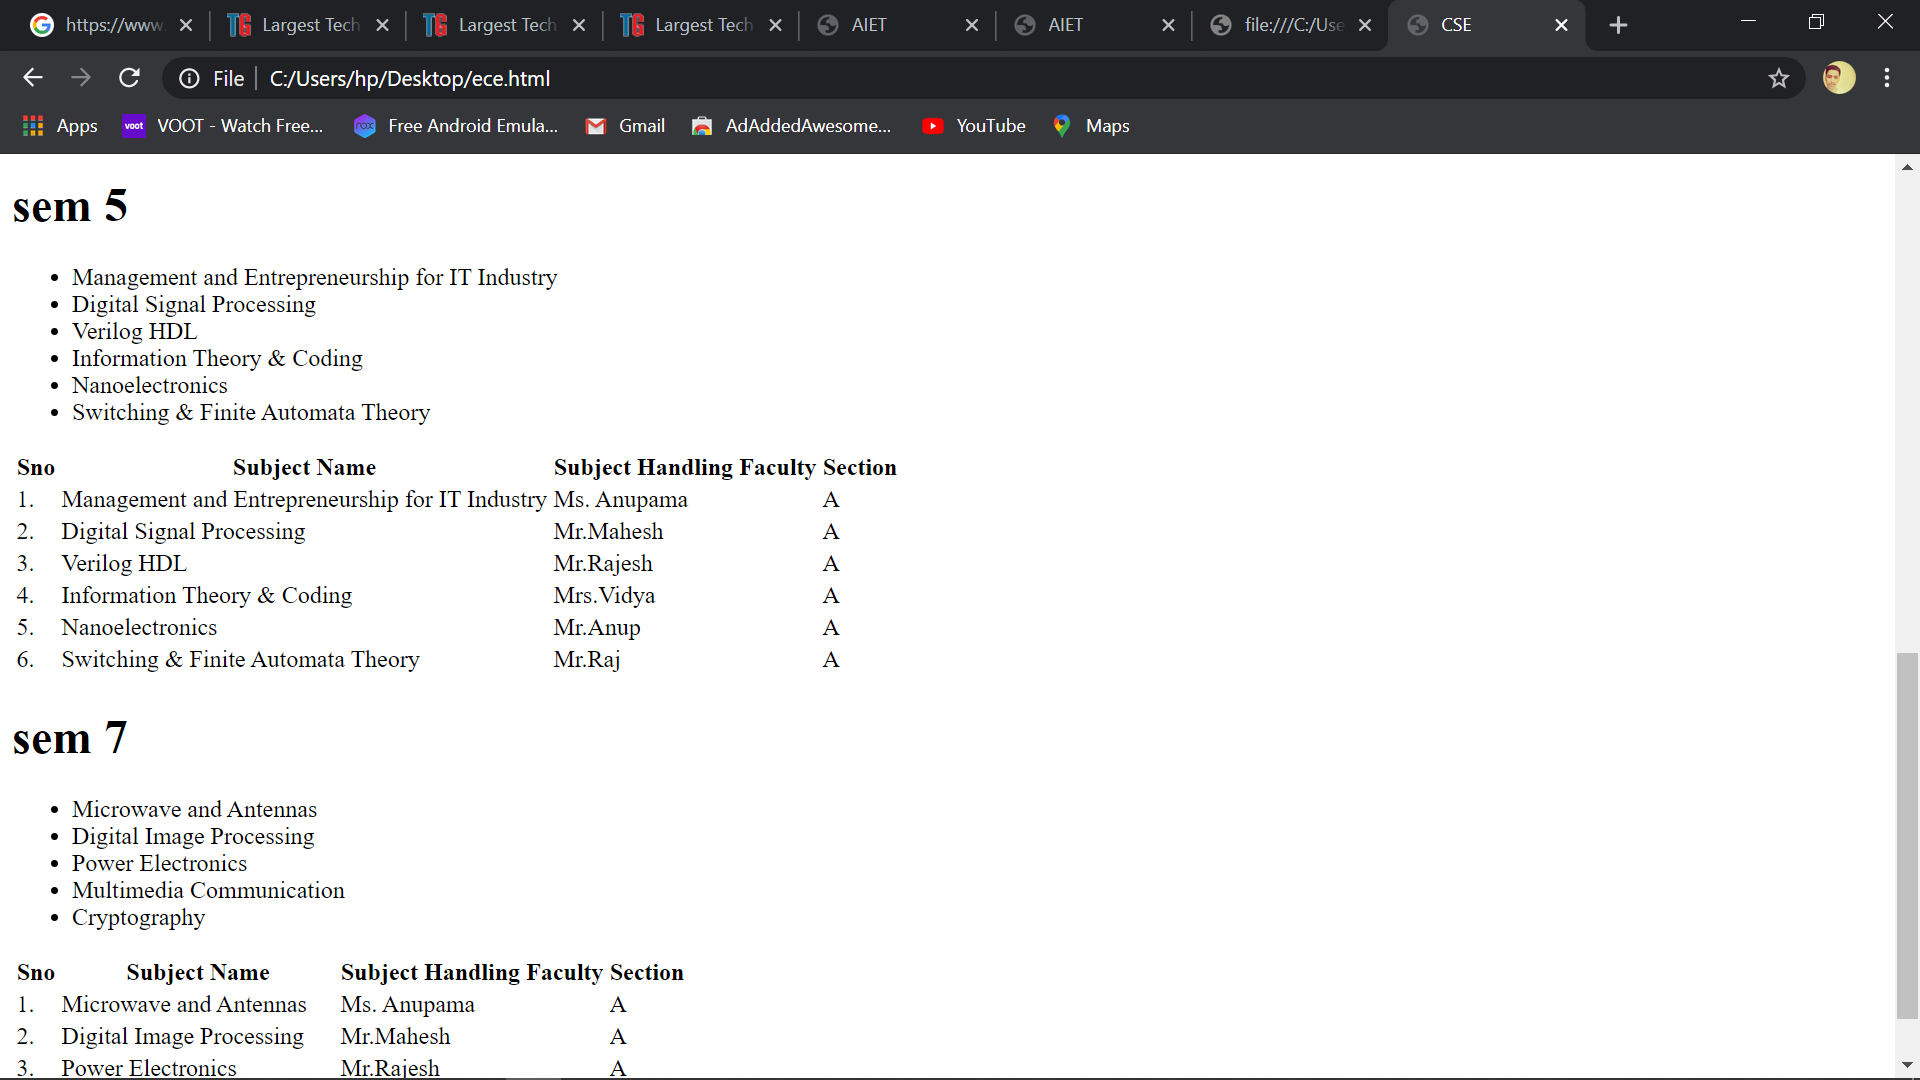 https://www.
Largest Tech
Largest Tech
Largest Tech
AIET
AIET
file:///C:/Use
CSE
File
C:/Users/hp/Desktop/ece.html
Apps
voot
VOOT - Watch Free...
nox
Free Android Emula...
Gmail
AdAddedAwesome...
YouTube
Maps
sem 5
• Management and Entrepreneurship for IT Industry
• Digital Signal Processing
• Verilog HDL
• Information Theory & Coding
• Nanoelectronics
• Switching & Finite Automata Theory
Sno Subject Name Subject Handling Faculty Section
1. Management and Entrepreneurship for IT Industry Ms. Anupama A
2. Digital Signal Processing Mr.Mahesh A
3. Verilog HDL Mr.Rajesh A
4. Information Theory & Coding Mrs.Vidya A
5. Nanoelectronics Mr.Anup A
6. Switching & Finite Automata Theory Mr.Raj A
sem 7
• Microwave and Antennas
• Digital Image Processing
• Power Electronics
• Multimedia Communication
• Cryptography
Sno Subject Name Subject Handling Faculty Section
1. Microwave and Antennas Ms. Anupama A
2. Digital Image Processing Mr.Mahesh A
3. Power Electronics Mr.Rajesh A